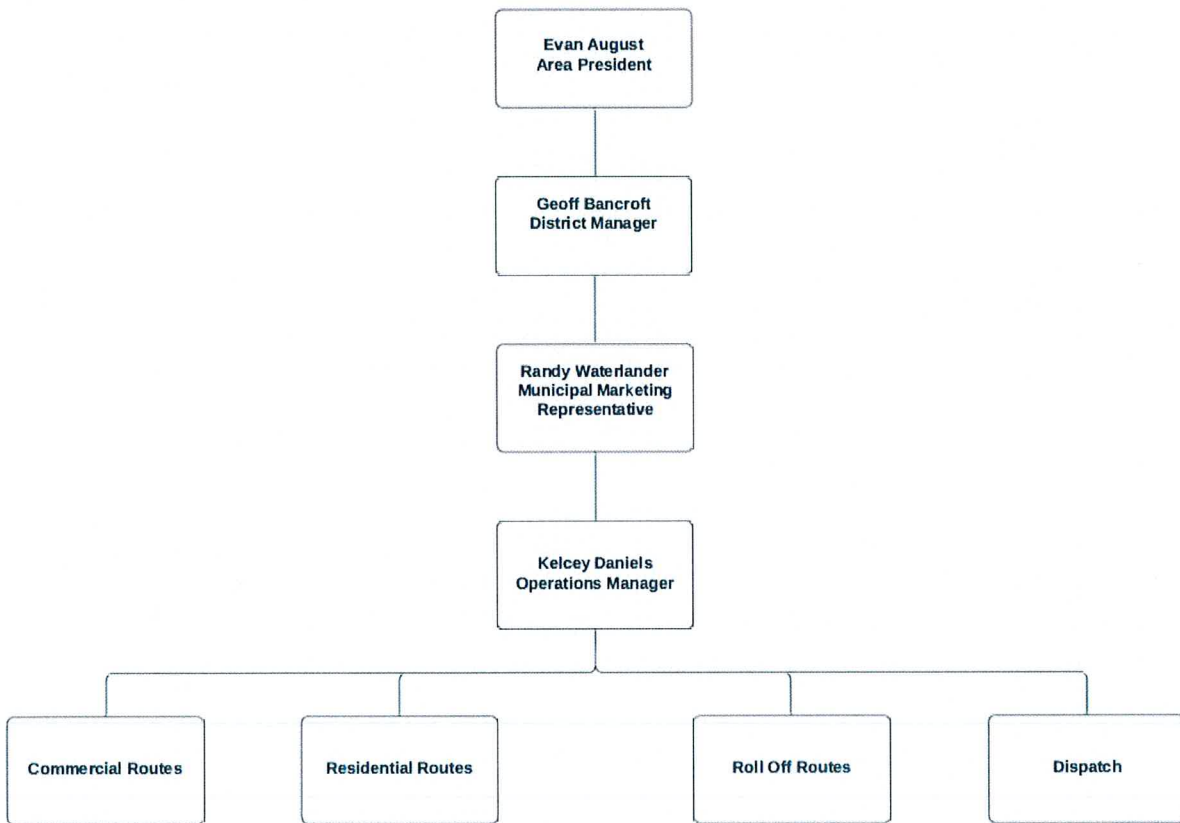 Evan August
Area President
Geoff Bancroft
District Manager
Randy Waterlander
Municipal Marketing
Representative
Kelcey Daniels
Operations Manager
Commercial Routes
Residential Routes
Roll Off Routes
Dispatch